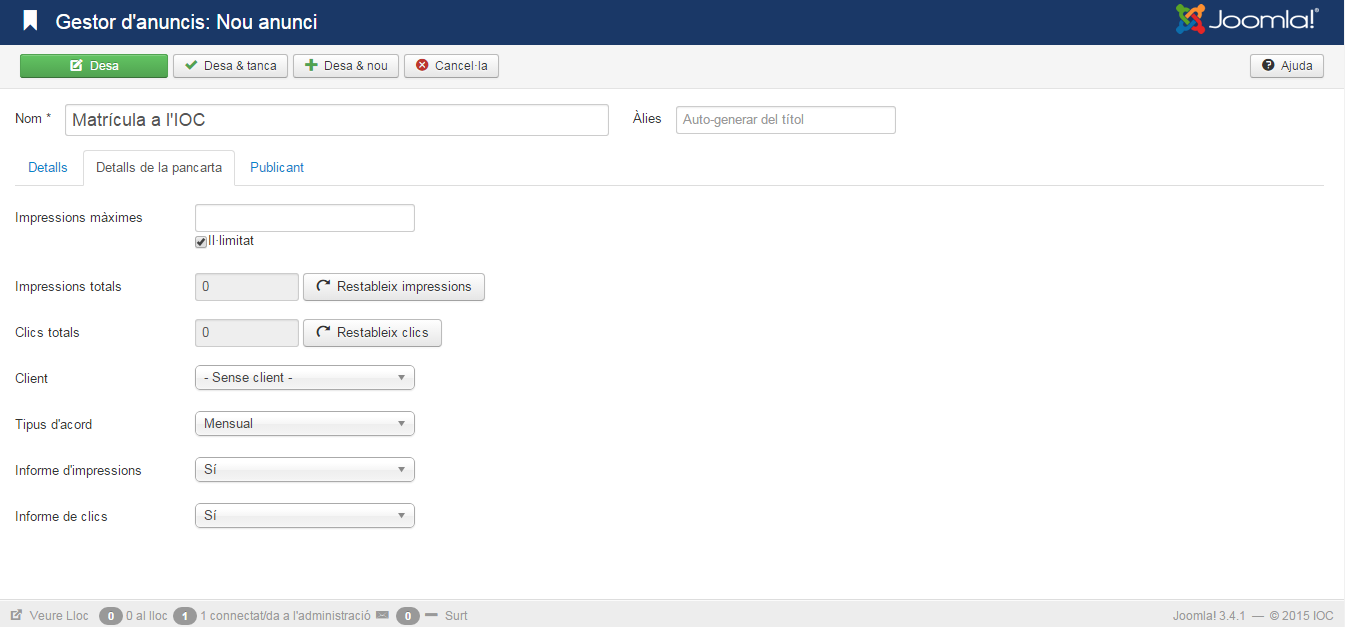 Gestor d'anuncis: Nou anunci
Joomla!®
Desa
Desa & tanca
Desa & nou
Cancel·la
Ajuda
Nom *
Matrícula a l'IOC
Àlies
Auto-generar del títol
Detalls
Detalls de la pancarta
Publicant
Impressions màximes
Il·limitat
Impressions totals
0
Restableix impressions
Clics totals
0
Restableix clics
Client
- Sense client -
Tipus d'acord
Mensual
Informe d'impressions
Sí
Informe de clics
Sí
Veure Lloc
0
0 al lloc
1
1 connectat/da a l'administració
0
Surt
Joomla! 3.4.1 — © 2015 IOC